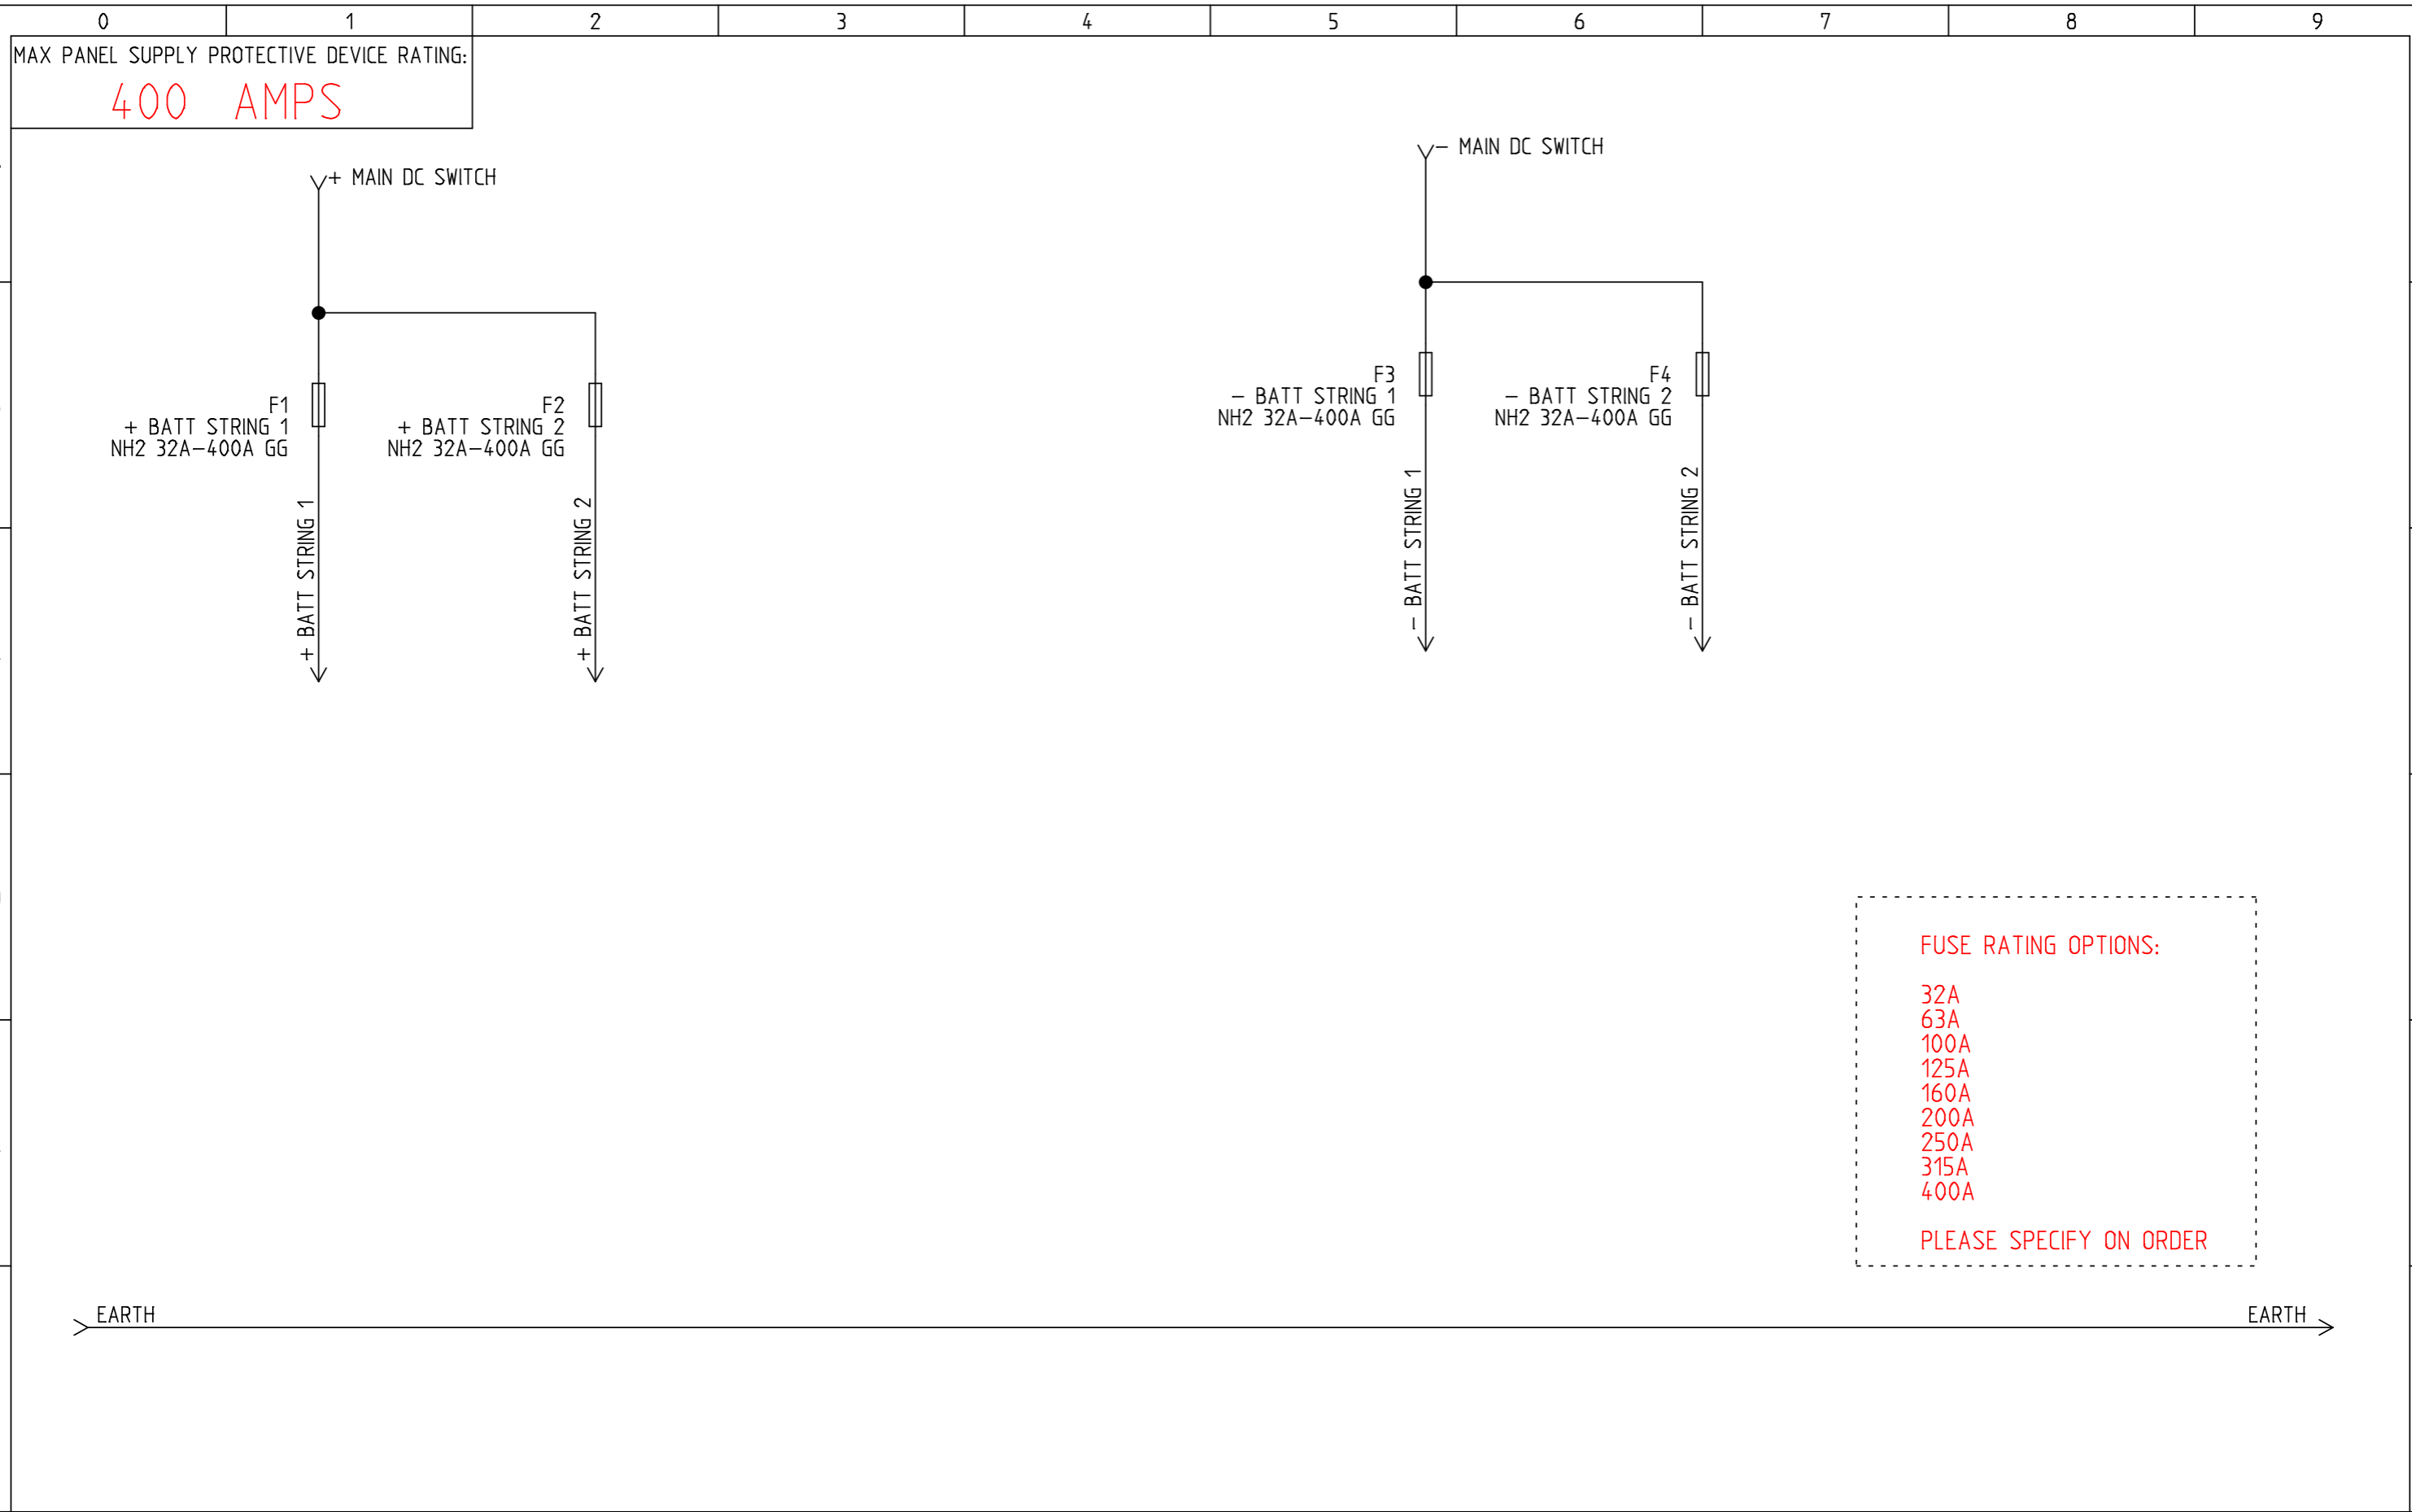 0 1 2 3 4 5 6 7 8 9
MAX PANEL SUPPLY PROTECTIVE DEVICE RATING:
400 AMPS
+ MAIN DC SWITCH
– MAIN DC SWITCH
F1
+ BATT STRING 1
NH2 32A–400A GG
F2
+ BATT STRING 2
NH2 32A–400A GG
F3
– BATT STRING 1
NH2 32A–400A GG
F4
– BATT STRING 2
NH2 32A–400A GG
+ BATT STRING 1
+ BATT STRING 2
– BATT STRING 1
– BATT STRING 2
FUSE RATING OPTIONS:
32A
63A
100A
125A
160A
200A
250A
315A
400A
PLEASE SPECIFY ON ORDER
EARTH
EARTH